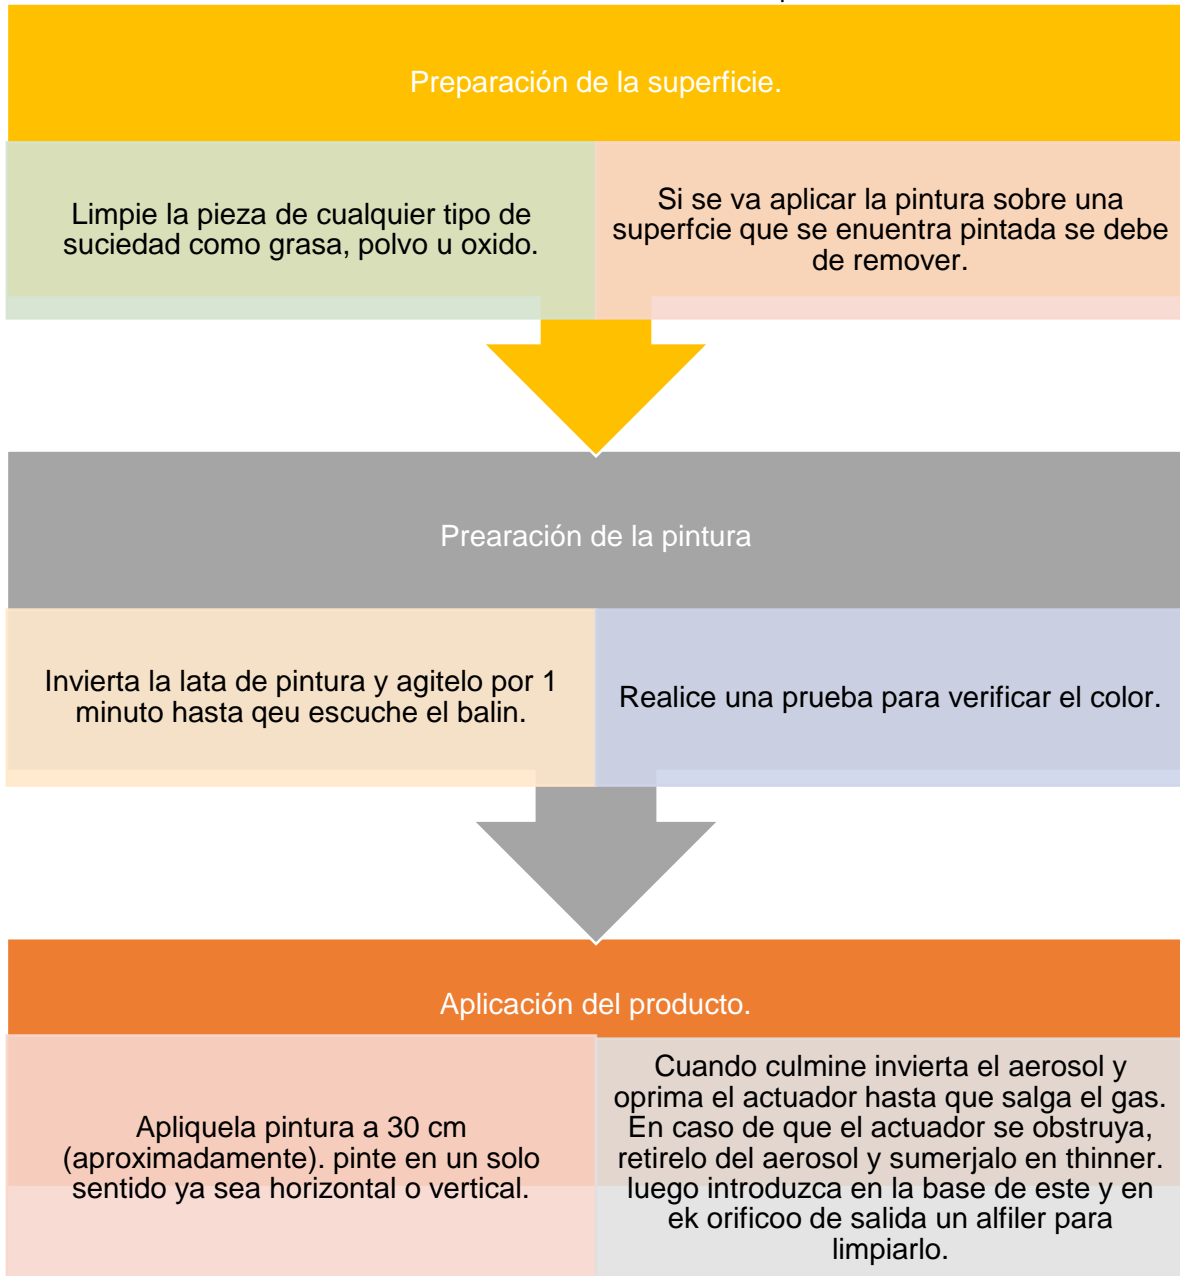 Preparación de la superficie.
Limpie la pieza de cualquier tipo de
suciedad como grasa, polvo u oxido.
Si se va aplicar la pintura sobre una
superfcie que se enuentra pintada se debe
de remover.
Prearación de la pintura
Invierta la lata de pintura y agitelo por 1
minuto hasta qeu escuche el balin.
Realice una prueba para verificar el color.
Aplicación del producto.
Apliquela pintura a 30 cm
(aproximadamente). pinte en un solo
sentido ya sea horizontal o vertical.
Cuando culmine invierta el aerosol y
oprima el actuador hasta que salga el gas.
En caso de que el actuador se obstruya,
retirelo del aerosol y sumerjalo en thinner.
luego introduzca en la base de este y en
ek orificoo de salida un alfiler para
limpiarlo.